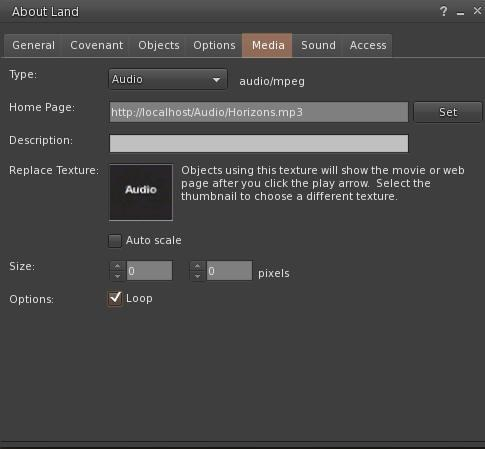 About Land
General Covenant Objects Options Media Sound Access
Type: Audio audio/mpeg
Home Page: http://localhost/Audio/Horizons.mp3 Set
Description:
Replace Texture: Audio Objects using this texture will show the movie or web
page after you click the play arrow. Select the
thumbnail to choose a different texture.
Auto scale
Size: 0 0 pixels
Options: Loop